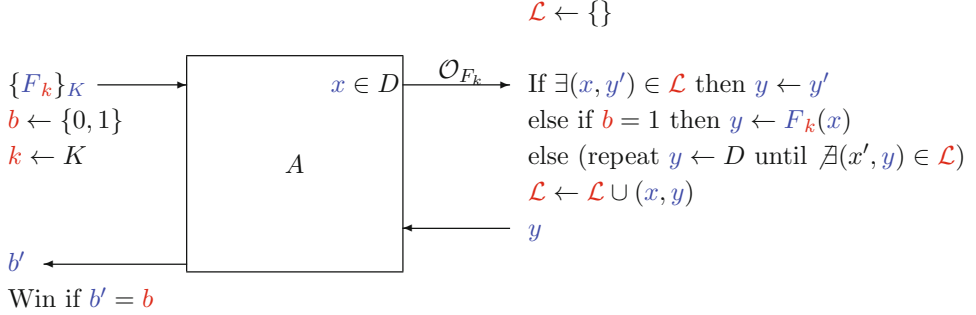 𝓛 ← {}
{F_k}_K
x ∈ D
𝒪_{F_k}
If ∃(x, y′) ∈ 𝓛 then y ← y′
b ← {0, 1}
else if b = 1 then y ← F_k(x)
k ← K
A
else (repeat y ← D until ∄(x′, y) ∈ 𝓛)
𝓛 ← 𝓛 ∪ (x, y)
y
b′
Win if b′ = b